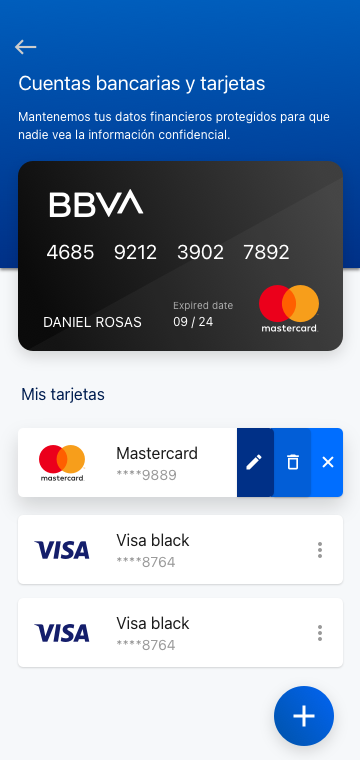 Cuentas bancarias y tarjetas
Mantenemos tus datos financieros protegidos para que
nadie vea la información confidencial.
BBVA
4685 9212 3902 7892
Expired date
DANIEL ROSAS
09 / 24
mastercard.
Mis tarjetas
Mastercard
****9889
mastercard.
VISA
Visa black
****8764
VISA
Visa black
****8764